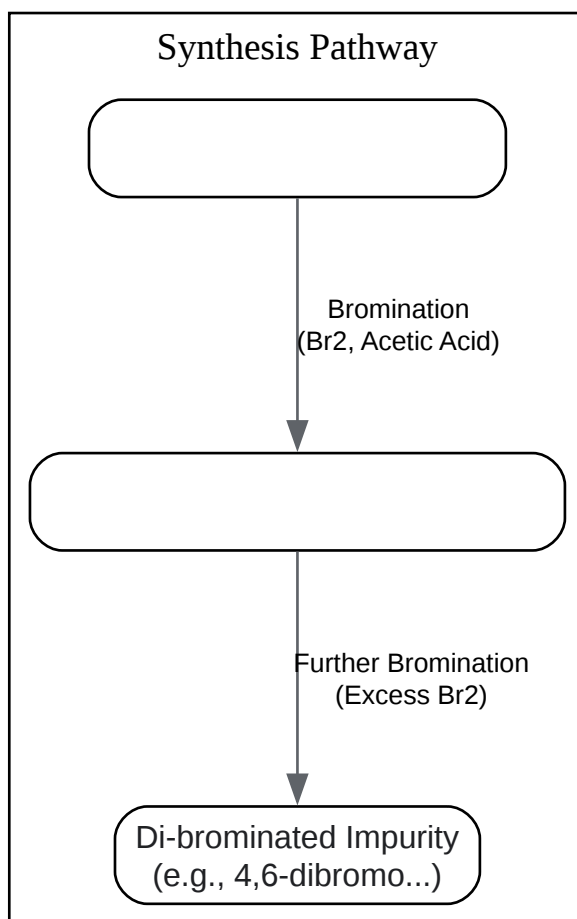 Synthesis Pathway
Bromination
(Br2, Acetic Acid)
Further Bromination
(Excess Br2)
Di-brominated Impurity
(e.g., 4,6-dibromo...)